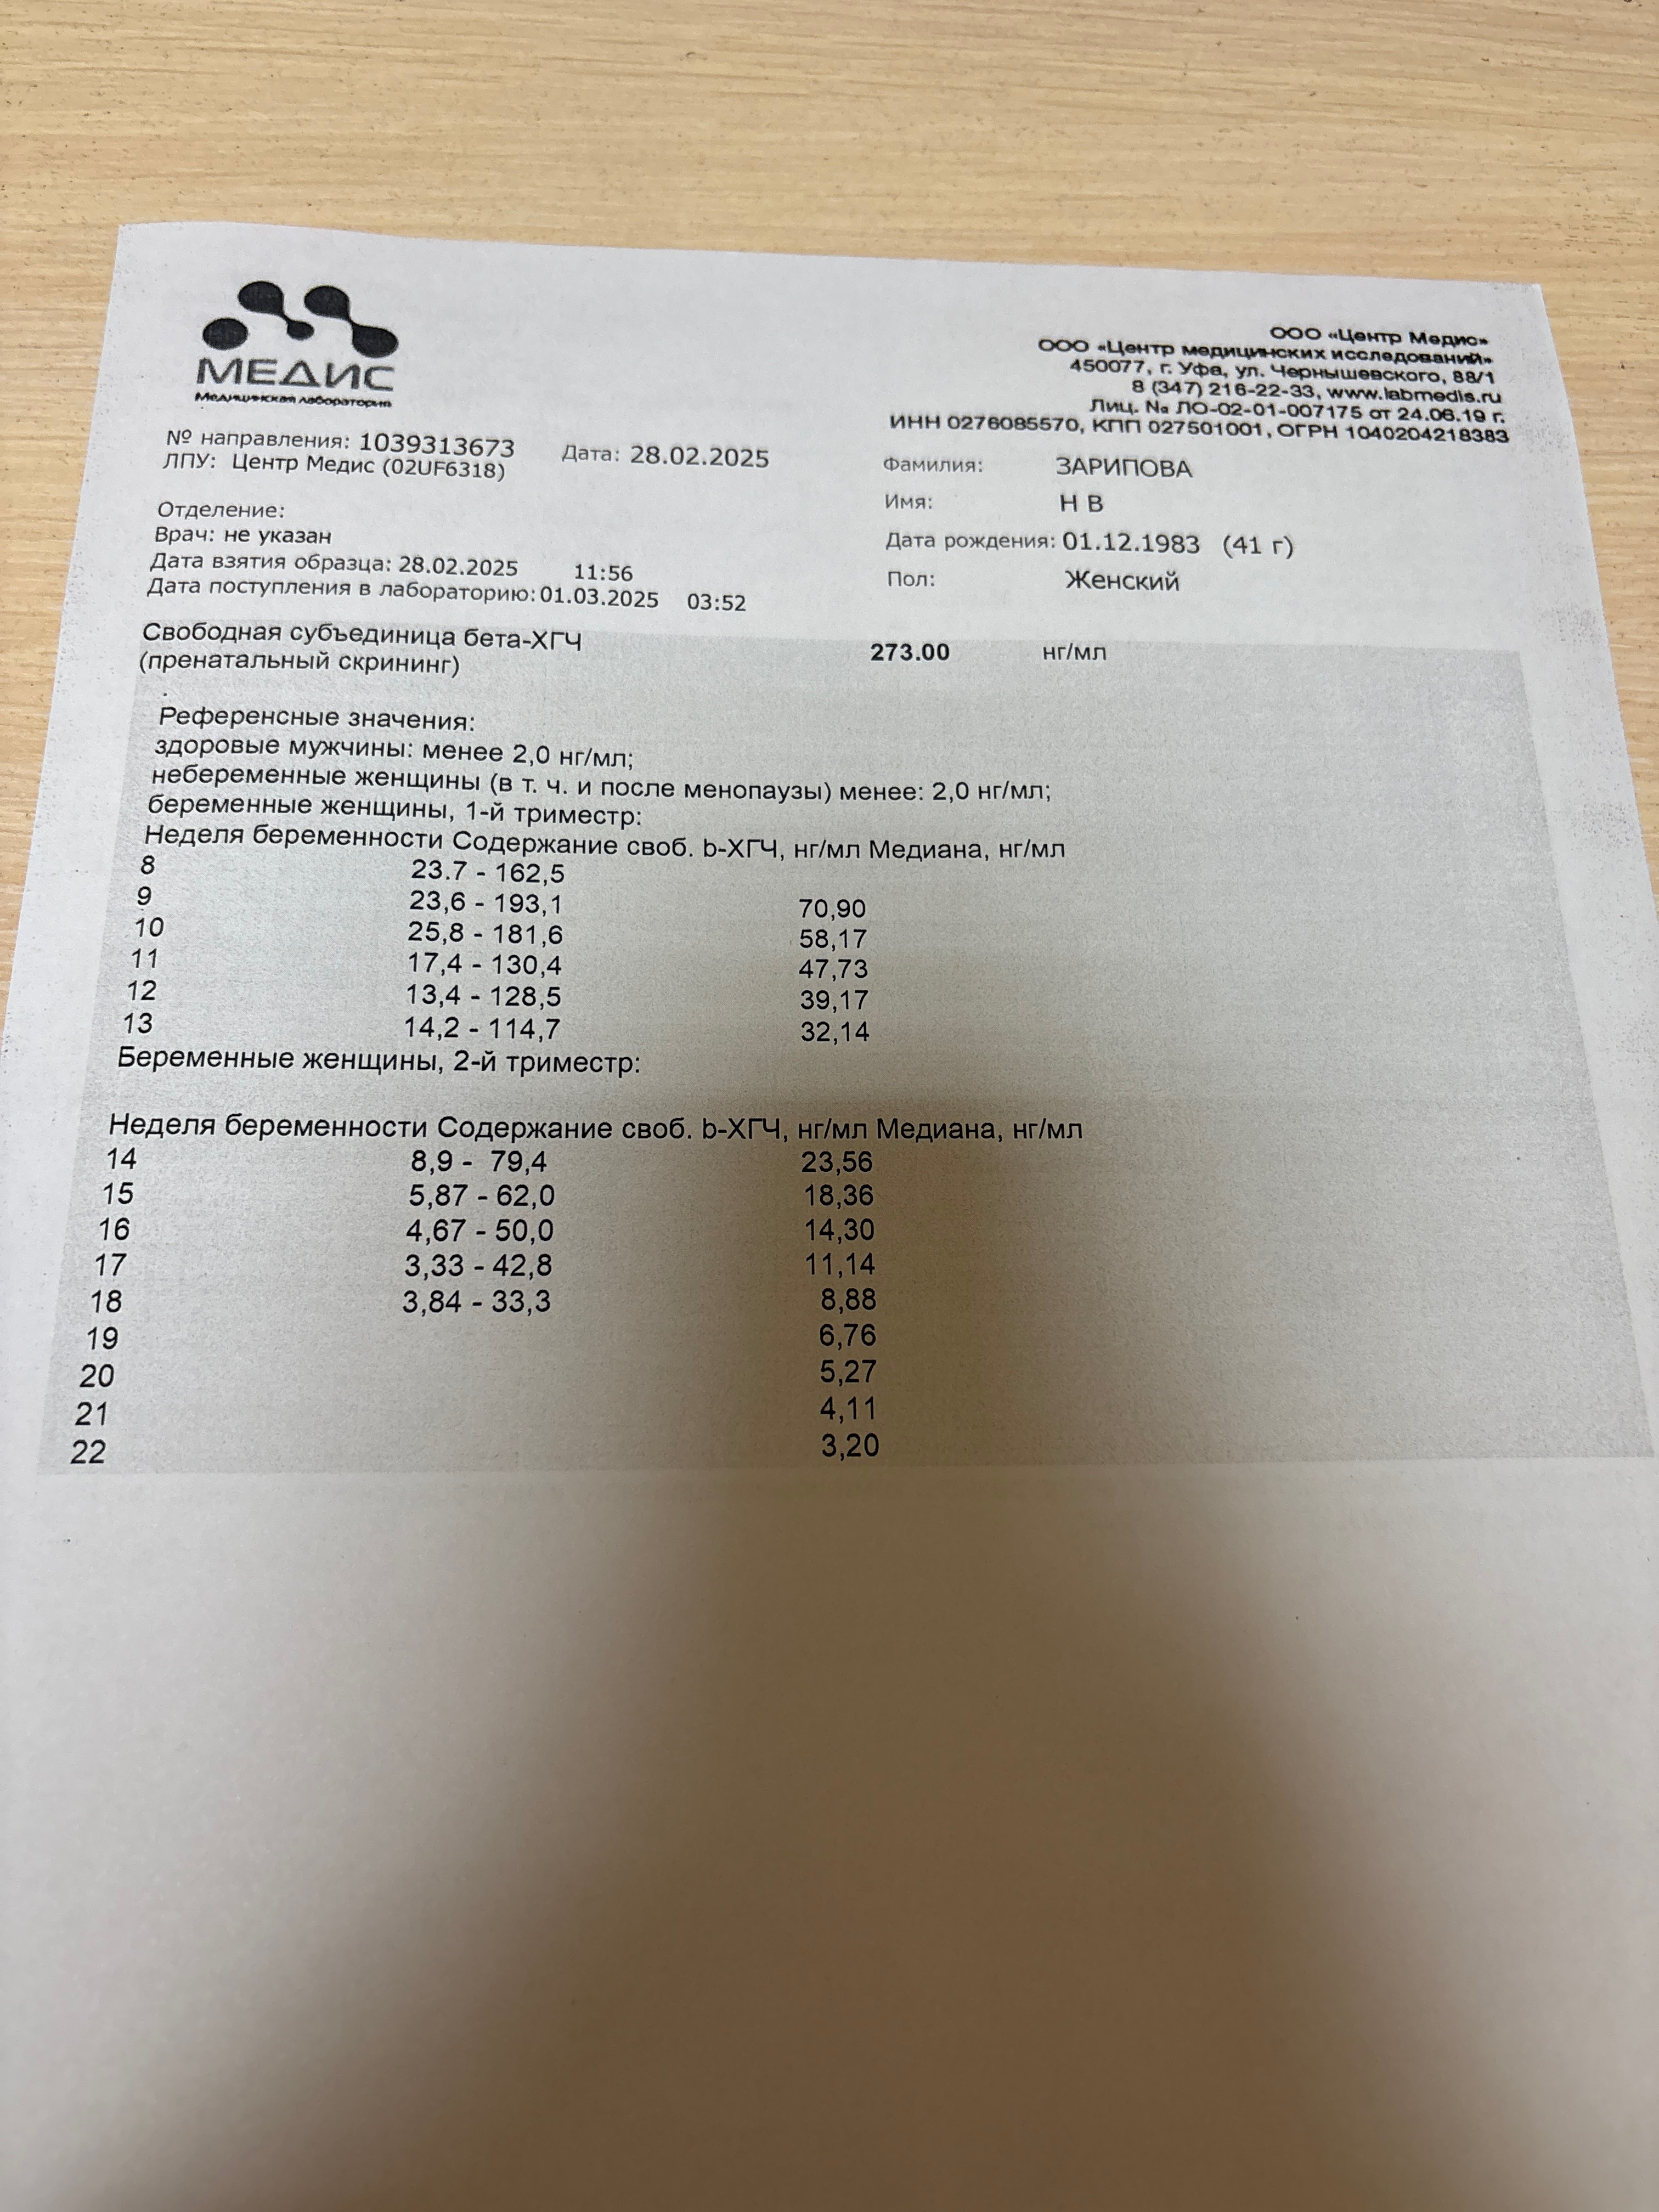 МЕДИС
Медицинская лаборатория
ООО «Центр Медис»
ООО «Центр медицинских исследований»
450077, г. Уфа, ул. Чернышевского, 88/1
8 (347) 216-22-33, www.labmedis.ru
Лиц. № ЛО-02-01-007175 от 24.06.19 г.
ИНН 0276085570, КПП 027501001, ОГРН 1040204218383
№ направления: 1039313673 Дата: 28.02.2025
ЛПУ: Центр Медис (02UF6318)
Отделение:
Врач: не указан
Дата взятия образца: 28.02.2025 11:56
Дата поступления в лабораторию: 01.03.2025 03:52
Фамилия: ЗАРИПОВА
Имя: Н В
Дата рождения: 01.12.1983 (41 г)
Пол: Женский
Свободная субъединица бета-ХГЧ 273.00 нг/мл
(пренатальный скрининг)
.
Референсные значения:
здоровые мужчины: менее 2,0 нг/мл;
небеременные женщины (в т. ч. и после менопаузы) менее: 2,0 нг/мл;
беременные женщины, 1-й триместр:
Неделя беременности Содержание своб. b-ХГЧ, нг/мл Медиана, нг/мл
8 23.7 - 162,5
9 23,6 - 193,1 70,90
10 25,8 - 181,6 58,17
11 17,4 - 130,4 47,73
12 13,4 - 128,5 39,17
13 14,2 - 114,7 32,14
Беременные женщины, 2-й триместр:
Неделя беременности Содержание своб. b-ХГЧ, нг/мл Медиана, нг/мл
14 8,9 - 79,4 23,56
15 5,87 - 62,0 18,36
16 4,67 - 50,0 14,30
17 3,33 - 42,8 11,14
18 3,84 - 33,3 8,88
19 6,76
20 5,27
21 4,11
22 3,20